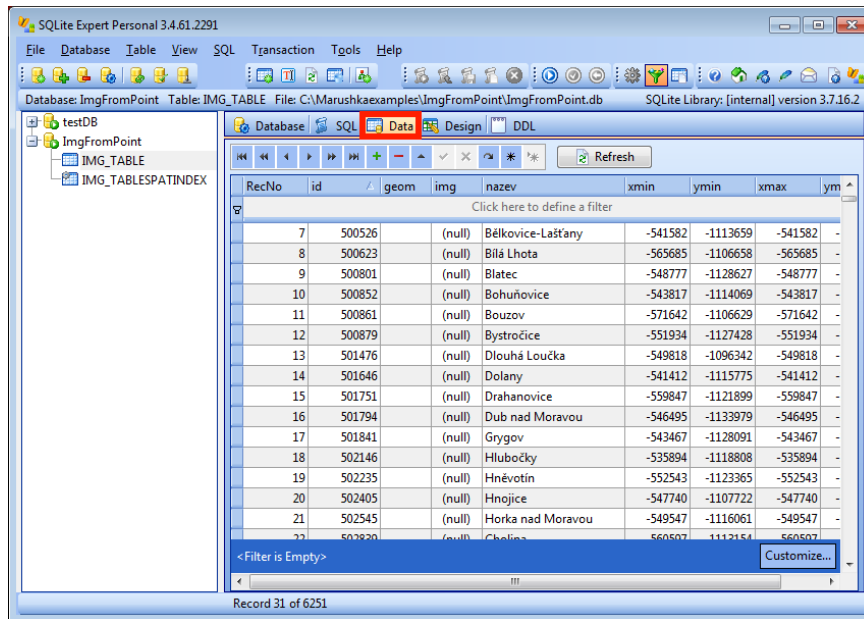 SQLite Expert Personal 3.4.61.2291
File Database Table View SQL Transaction Tools Help
Database: ImgFromPoint Table: IMG_TABLE File: C:\Marushkaexamples\ImgFromPoint\ImgFromPoint.db SQLite Library: [internal] version 3.7.16.2
testDB
ImgFromPoint
IMG_TABLE
IMG_TABLESPATINDEX
Database SQL Data Design DDL
Refresh
RecNo id geom img nazev xmin ymin xmax ym
Click here to define a filter
7 500526 (null) Bělkovice-Lašťany -541582 -1113659 -541582 -
8 500623 (null) Bílá Lhota -565685 -1106658 -565685 -
9 500801 (null) Blatec -548777 -1128627 -548777 -
10 500852 (null) Bohuňovice -543817 -1114069 -543817 -
11 500861 (null) Bouzov -571642 -1106629 -571642 -
12 500879 (null) Bystročice -551934 -1127428 -551934 -
13 501476 (null) Dlouhá Loučka -549818 -1096342 -549818 -
14 501646 (null) Dolany -541412 -1115775 -541412 -
15 501751 (null) Drahanovice -559847 -1121899 -559847 -
16 501794 (null) Dub nad Moravou -546495 -1133979 -546495 -
17 501841 (null) Grygov -543467 -1128091 -543467 -
18 502146 (null) Hlubočky -535894 -1118808 -535894 -
19 502235 (null) Hněvotín -552543 -1123365 -552543 -
20 502405 (null) Hnojice -547740 -1107722 -547740 -
21 502545 (null) Horka nad Moravou -549547 -1116061 -549547 -
22 502839 (null) Cholina -560597 -1113154 -560597
<Filter is Empty> Customize...
Record 31 of 6251